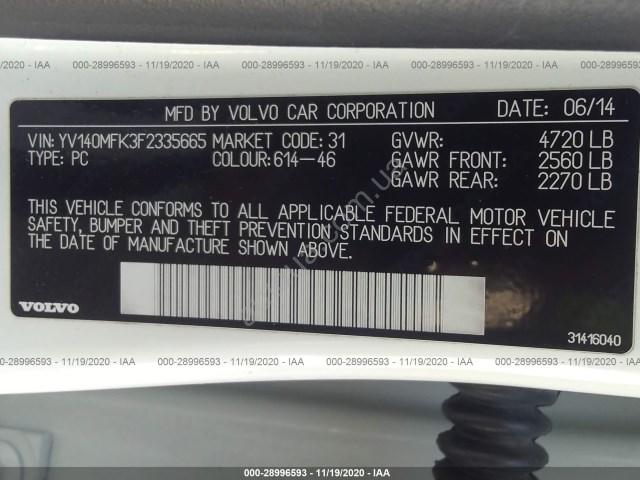 000-28996593 - 11/19/2020 - IAA
MFD BY VOLVO CAR CORPORATION DATE: 06/14
VIN: YV140MFK3F2335665 MARKET CODE: 31 GVWR: 4720 LB
TYPE: PC COLOUR: 614-46 GAWR FRONT: 2560 LB
GAWR REAR: 2270 LB
THIS VEHICLE CONFORMS TO ALL APPLICABLE FEDERAL MOTOR VEHICLE
SAFETY, BUMPER AND THEFT PREVENTION STANDARDS IN EFFECT ON
THE DATE OF MANUFACTURE SHOWN ABOVE.
VOLVO
31416040
000-28996593 - 11/19/2020 - IAA
000-28996593 - 11/19/2020 - IAA